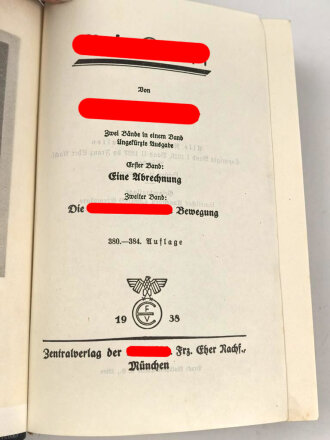 Von
Zwei Bände in einem Band
Ungekürzte Ausgabe
Erster Band:
Eine Abrechnung
Zweiter Band:
Die Bewegung
380.—384. Auflage
19 38
Zentralverlag der Frz. Eher Nachf.,
München